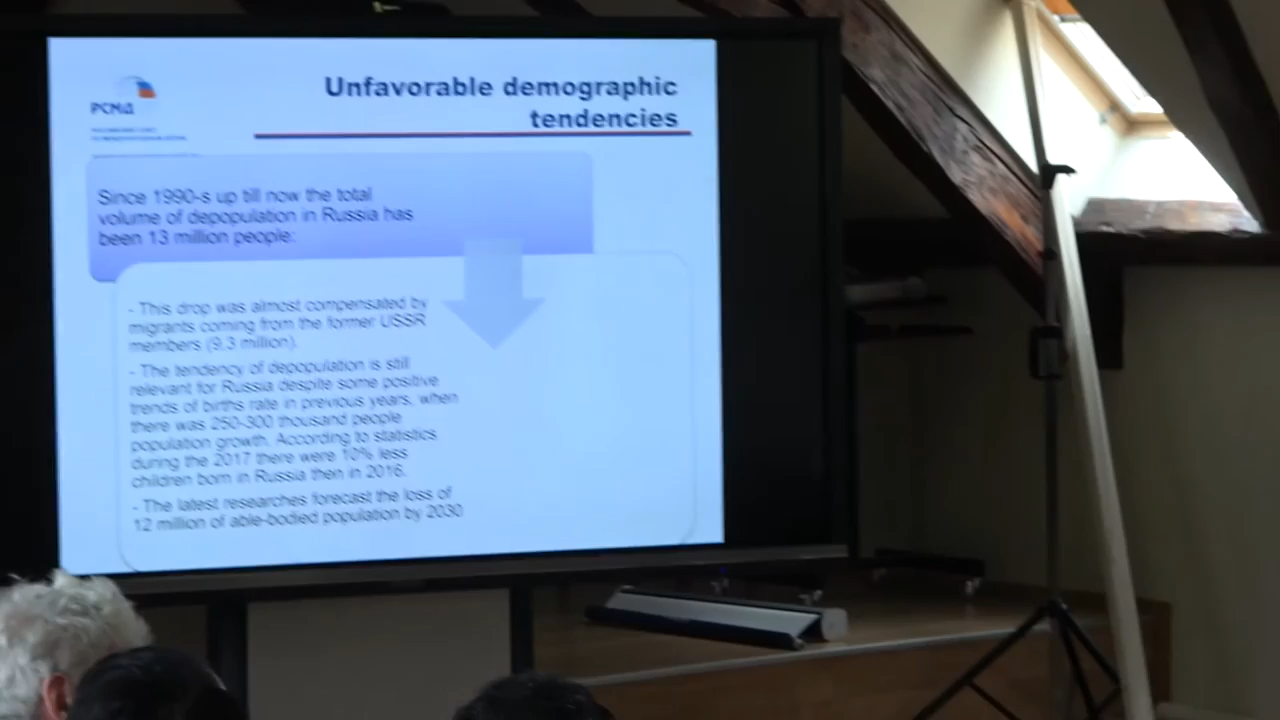 РСМД
Unfavorable demographic
tendencies
Since 1990-s up till now the total
volume of depopulation in Russia has
been 13 million people:
- This drop was almost compensated by
migrants coming from the former USSR
members (9,3 million).
- The tendency of depopulation is still
relevant for Russia despite some positive
trends of births rate in previous years, when
there was 250-300 thousand people
population growth. According to statistics
during the 2017 there were 10% less
children born in Russia then in 2016.
- The latest researches forecast the loss of
12 million of able-bodied population by 2030